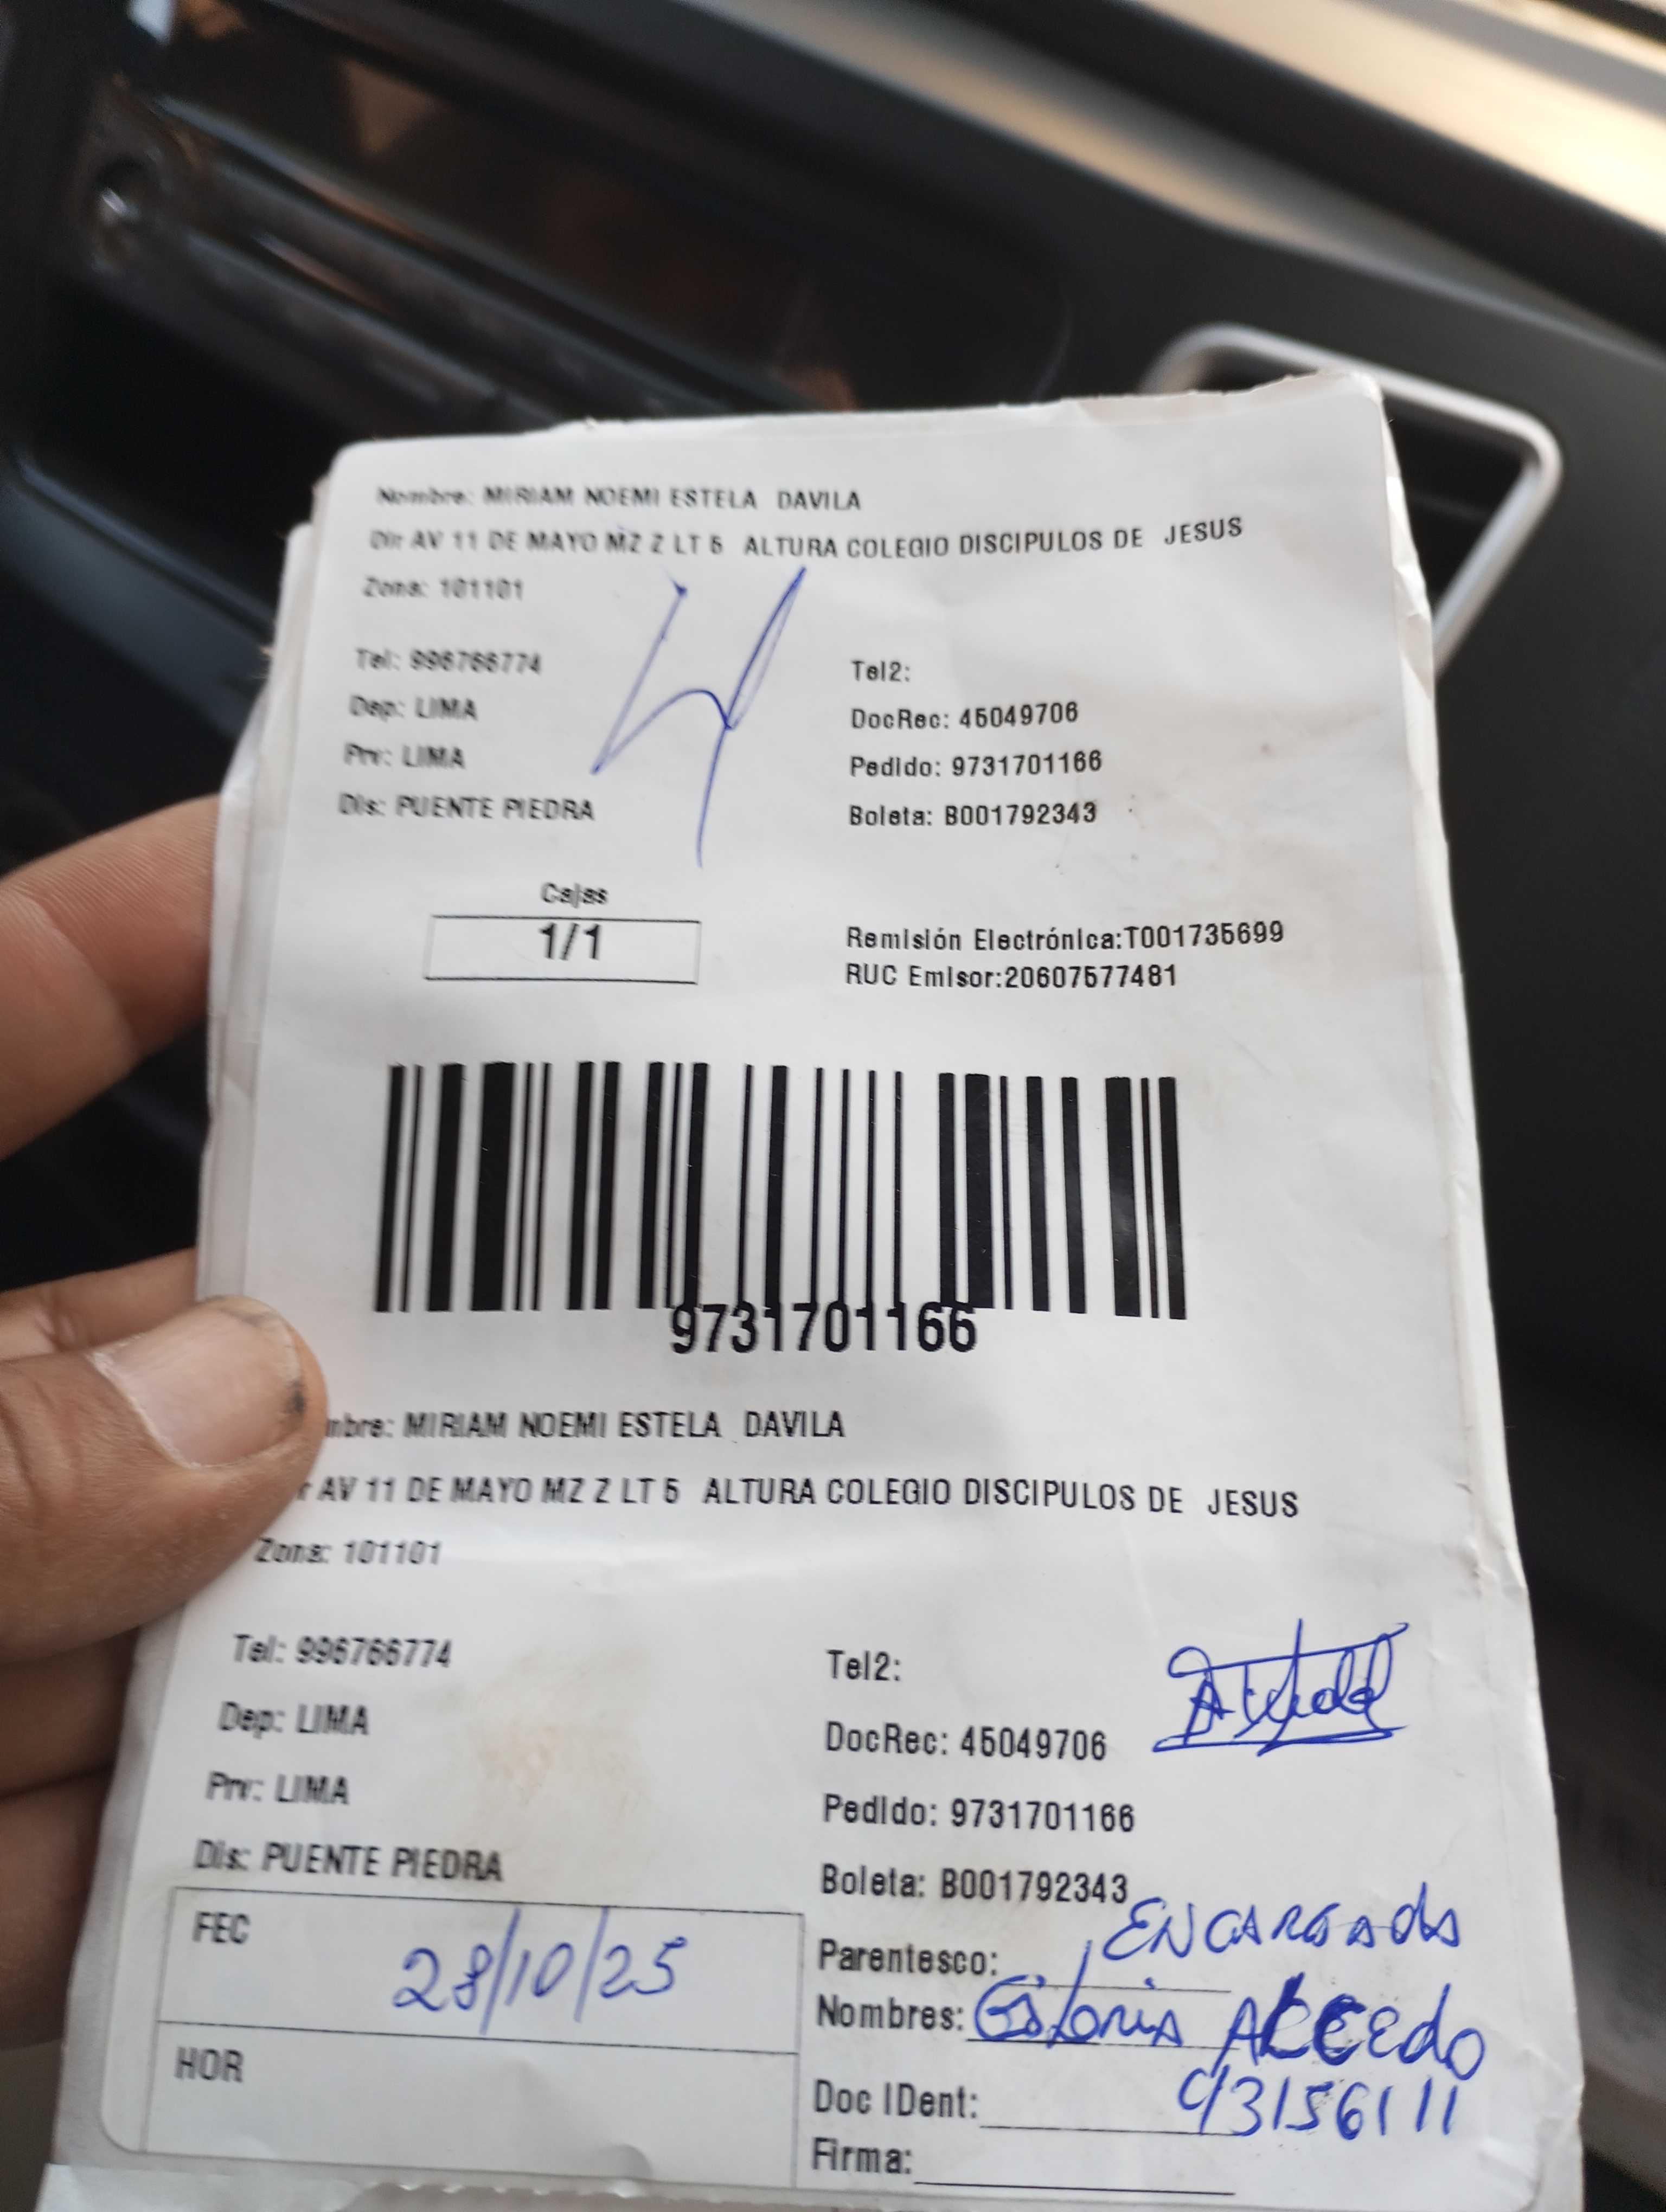 Nombre: MIRIAM NOEMI ESTELA DAVILA
Dir AV 11 DE MAYO MZ Z LT 5 ALTURA COLEGIO DISCIPULOS DE JESUS
Zona: 101101
Tel: 996766774
Tel2:
Dep: LIMA
DocRec: 45049706
Prv: LIMA
Pedido: 9731701166
Dis: PUENTE PIEDRA
Boleta: B001792343
Cajas
1/1
Remisión Electrónica:T001735699
RUC Emisor:20607577481
9731701166
mbre: MIRIAM NOEMI ESTELA DAVILA
r AV 11 DE MAYO MZ Z LT 5 ALTURA COLEGIO DISCIPULOS DE JESUS
Zona: 101101
Tel: 996766774
Tel2:
Dep: LIMA
DocRec: 45049706
Prv: LIMA
Pedido: 9731701166
Dis: PUENTE PIEDRA
Boleta: B001792343
FEC 28/10/25
Parentesco: ENCARGADA
Nombres: Gloria
HOR
Doc IDent: 43156111
Firma: